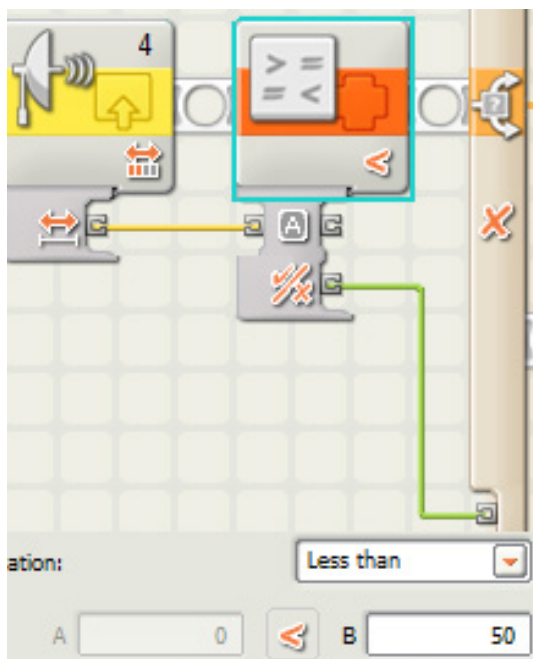 4
> =
= <
<
A
?
ation:
Less than
A 0 < B 50